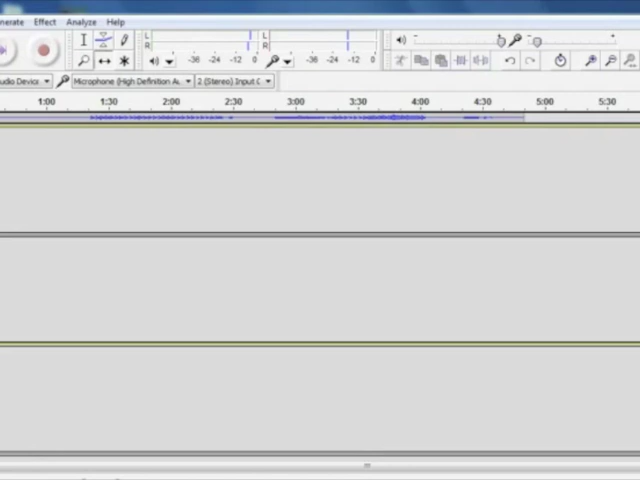 nerate Effect Analyze Help
L L
R R
-36 -24 -12 0 -36 -24 -12 0
udio Device Microphone (High Definition Au 2 (Stereo) Input C
1:00 1:30 2:00 2:30 3:00 3:30 4:00 4:30 5:00 5:30